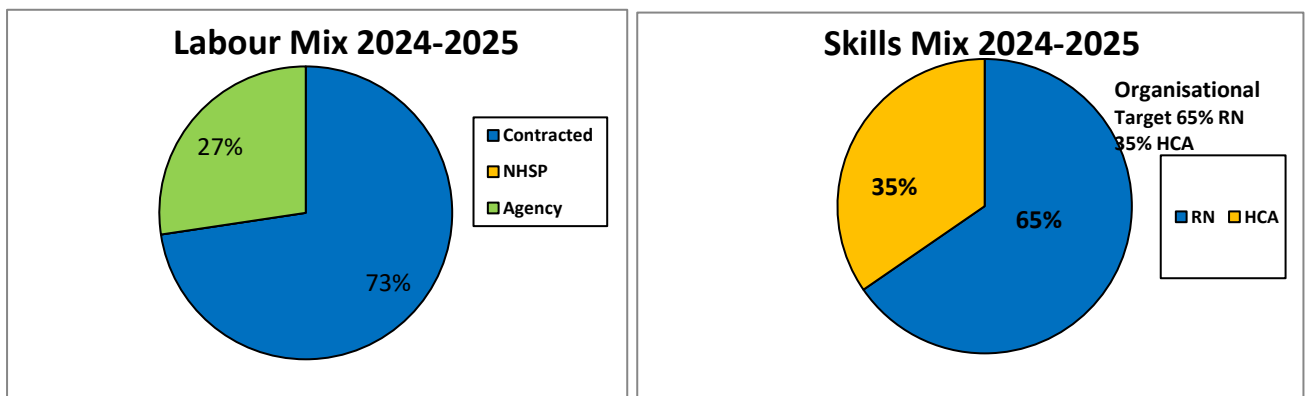 Labour Mix 2024-2025
27%
73%
Contracted
NHSP
Agency
Skills Mix 2024-2025
Organisational
Target 65% RN
35% HCA
35%
65%
RN HCA